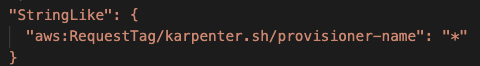 "StringLike": {
"aws:RequestTag/karpenter.sh/provisioner-name": "*"
}